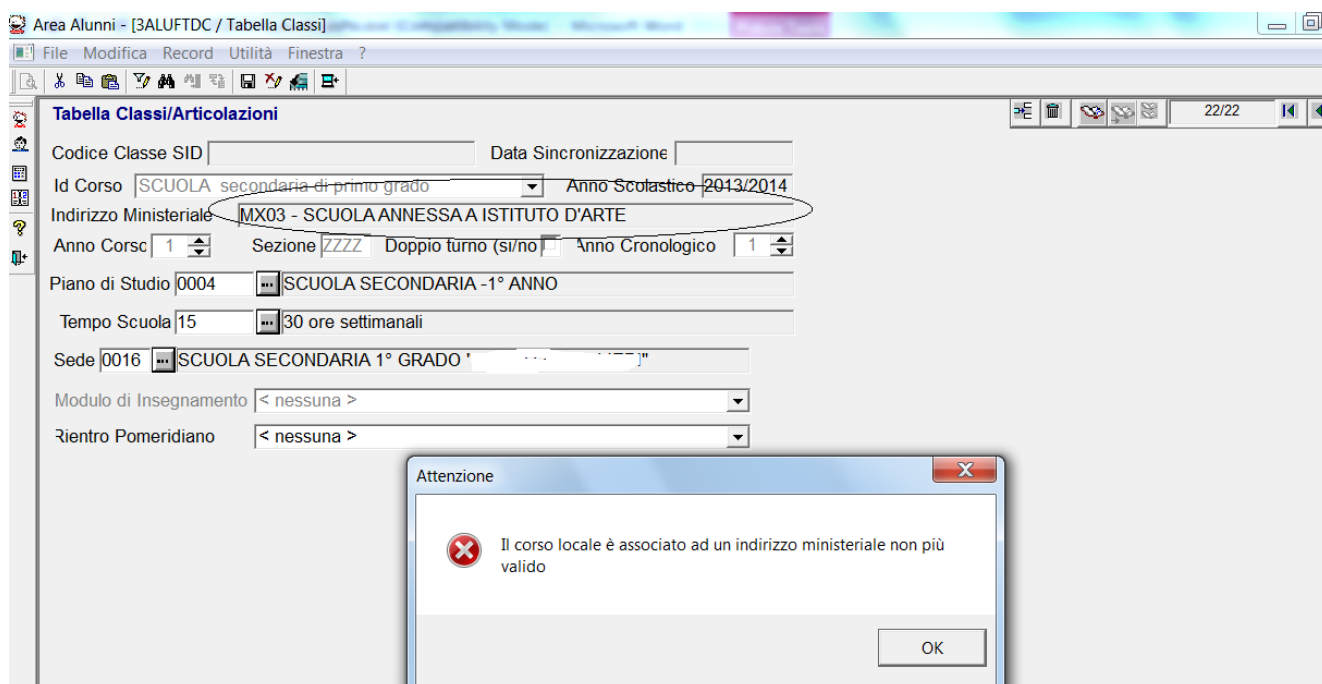 Area Alunni - [3ALUFTDC / Tabella Classi]
File Modifica Record Utilità Finestra ?
Tabella Classi/Articolazioni
22/22
Codice Classe SID Data Sincronizzazione
Id Corso SCUOLA secondaria di primo grado Anno Scolastico 2013/2014
Indirizzo Ministeriale MX03 - SCUOLA ANNESSA A ISTITUTO D'ARTE
Anno Corso 1 Sezione ZZZZ Doppio turno (si/no Anno Cronologico 1
Piano di Studio 0004 ... SCUOLA SECONDARIA -1° ANNO
Tempo Scuola 15 ... 30 ore settimanali
Sede 0016 ... SCUOLA SECONDARIA 1° GRADO " "
Modulo di Insegnamento < nessuna >
Rientro Pomeridiano < nessuna >
Attenzione
Il corso locale è associato ad un indirizzo ministeriale non più
valido
OK